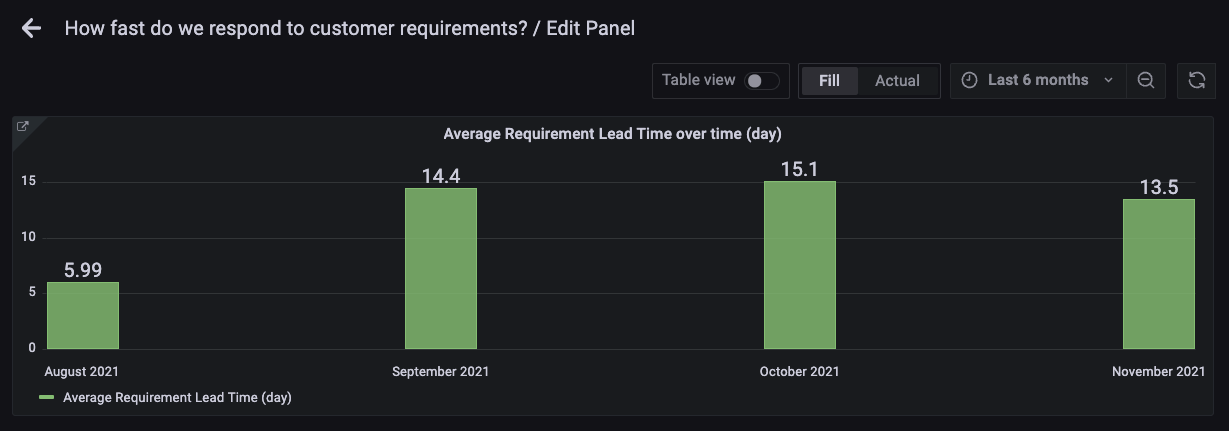 How fast do we respond to customer requirements? / Edit Panel
Table view Fill Actual Last 6 months
Average Requirement Lead Time over time (day)
15
10
5
0
5.99
14.4
15.1
13.5
August 2021 September 2021 October 2021 November 2021
Average Requirement Lead Time (day)